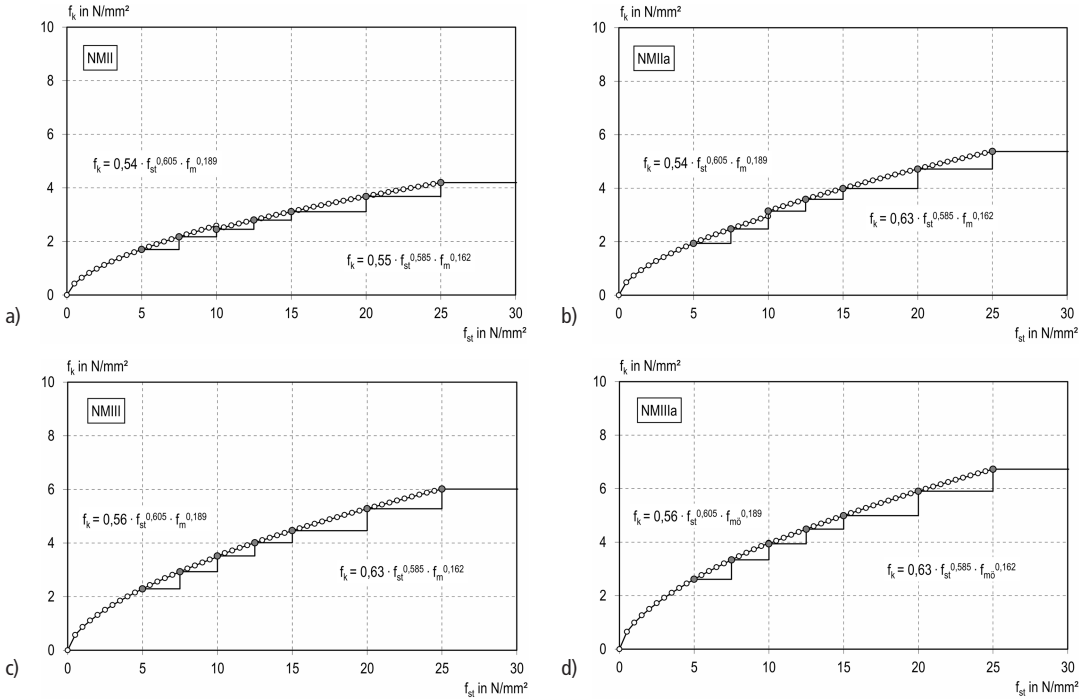 f_k in N/mm²
10
NMII
8
6
f_k = 0,54 · f_st^0,605 · f_m^0,189
4
2
f_k = 0,55 · f_st^0,585 · f_m^0,162
0
a)
0 5 10 15 20 25 30
f_st in N/mm²
f_k in N/mm²
10
NMIIa
8
6
f_k = 0,54 · f_st^0,605 · f_m^0,189
4
f_k = 0,63 · f_st^0,585 · f_m^0,162
2
0
b)
0 5 10 15 20 25 30
f_st in N/mm²
f_k in N/mm²
10
NMIII
8
6
f_k = 0,56 · f_st^0,605 · f_m^0,189
4
f_k = 0,63 · f_st^0,585 · f_m^0,162
2
0
c)
0 5 10 15 20 25 30
f_st in N/mm²
f_k in N/mm²
10
NMIIIa
8
6
f_k = 0,56 · f_st^0,605 · f_mö^0,189
4
f_k = 0,63 · f_st^0,585 · f_mö^0,162
2
0
d)
0 5 10 15 20 25 30
f_st in N/mm²